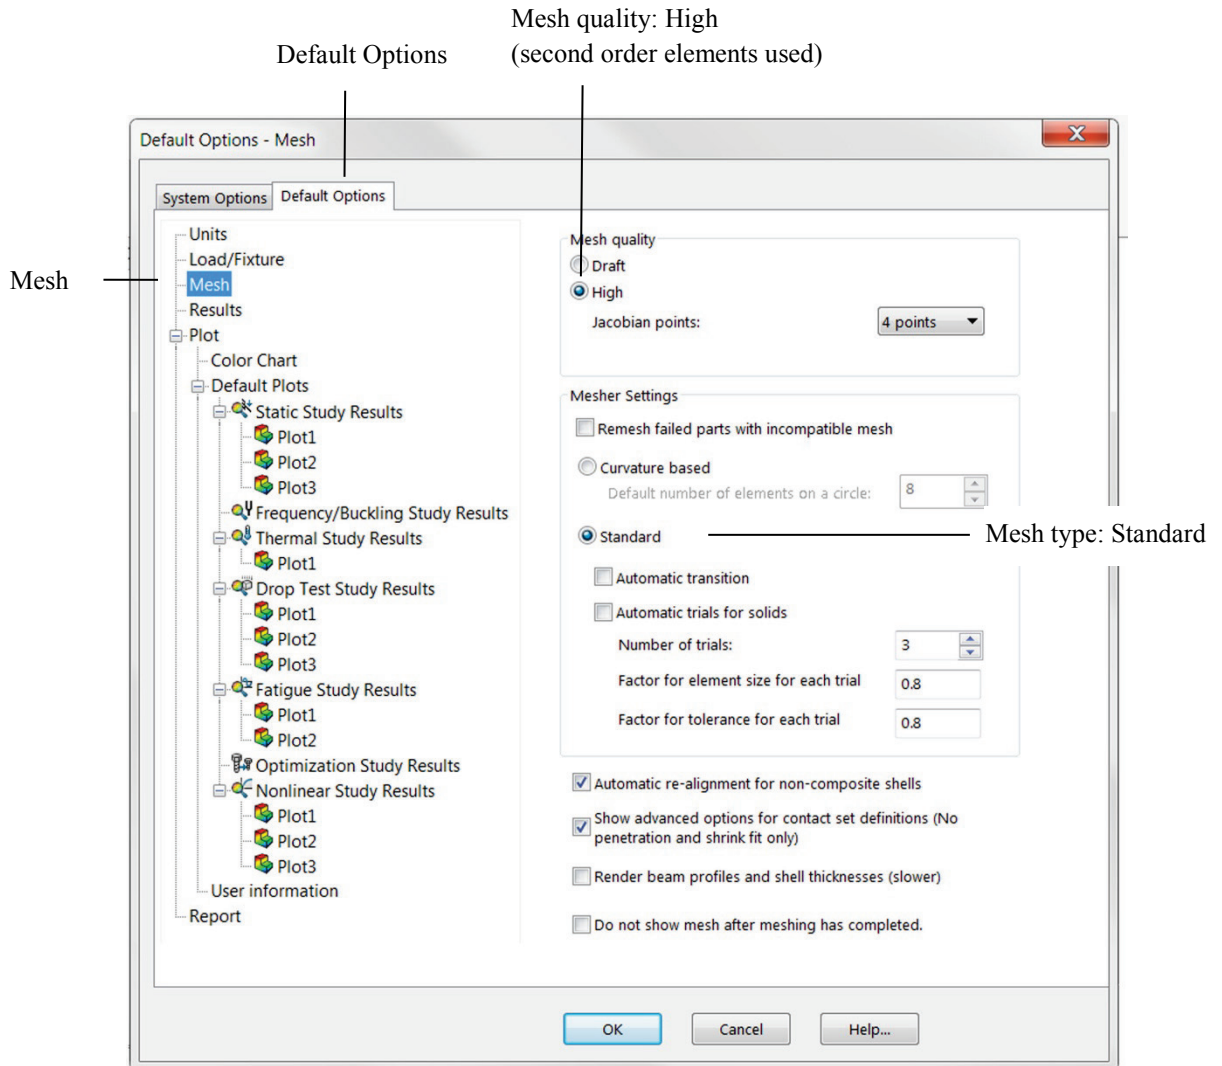 Mesh quality: High
(second order elements used)
Default Options
Default Options - Mesh
System Options
Default Options
Mesh
Units
Load/Fixture
Mesh
Results
Plot
Color Chart
Default Plots
Static Study Results
Plot1
Plot2
Plot3
Frequency/Buckling Study Results
Thermal Study Results
Plot1
Drop Test Study Results
Plot1
Plot2
Plot3
Fatigue Study Results
Plot1
Plot2
Optimization Study Results
Nonlinear Study Results
Plot1
Plot2
Plot3
User information
Report
Mesh quality
Draft
High
Jacobian points: 4 points
Mesher Settings
Remesh failed parts with incompatible mesh
Curvature based
Default number of elements on a circle: 8
Standard
Mesh type: Standard
Automatic transition
Automatic trials for solids
Number of trials: 3
Factor for element size for each trial 0.8
Factor for tolerance for each trial 0.8
Automatic re-alignment for non-composite shells
Show advanced options for contact set definitions (No
penetration and shrink fit only)
Render beam profiles and shell thicknesses (slower)
Do not show mesh after meshing has completed.
OK Cancel Help...